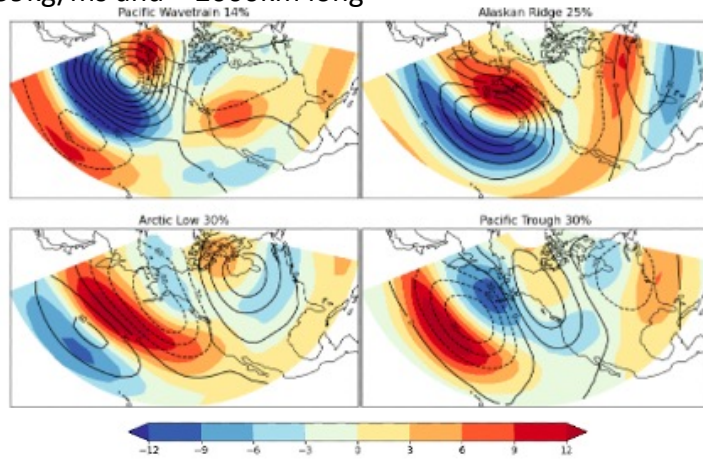 Pacific Wavetrain 14%
Alaskan Ridge 25%
Arctic Low 30%
Pacific Trough 30%
−12 −9 −6 −3 0 3 6 9 12